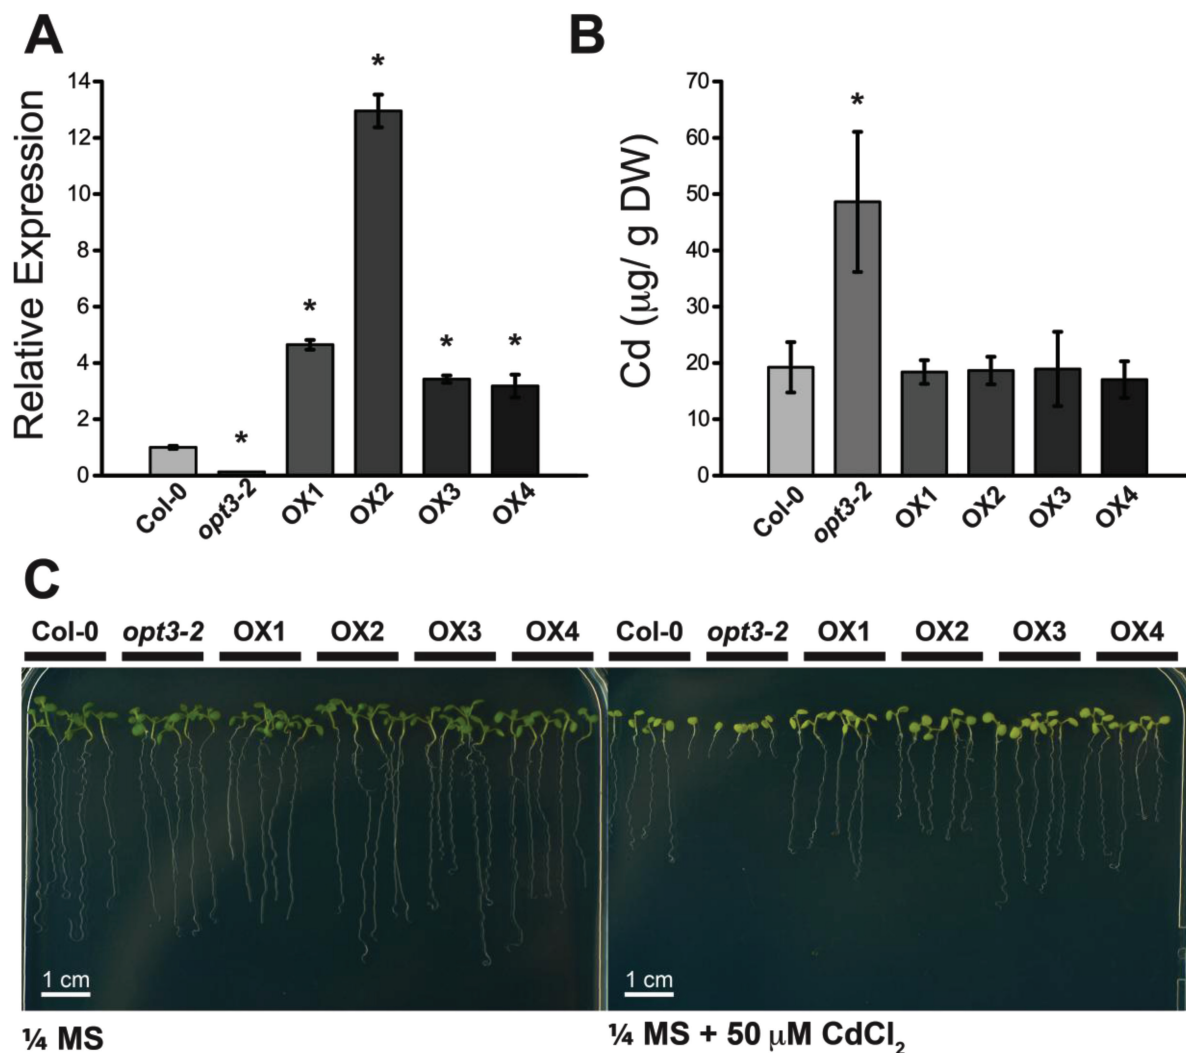 A
Relative Expression
14
12
10
8
6
4
2
0
*
*
*
*
*
Col-0
opt3-2
OX1
OX2
OX3
OX4
B
Cd (μg/ g DW)
70
60
50
40
30
20
10
0
*
Col-0
opt3-2
OX1
OX2
OX3
OX4
C
Col-0 opt3-2 OX1 OX2 OX3 OX4 Col-0 opt3-2 OX1 OX2 OX3 OX4
1 cm
1 cm
¼ MS
¼ MS + 50 μM CdCl₂